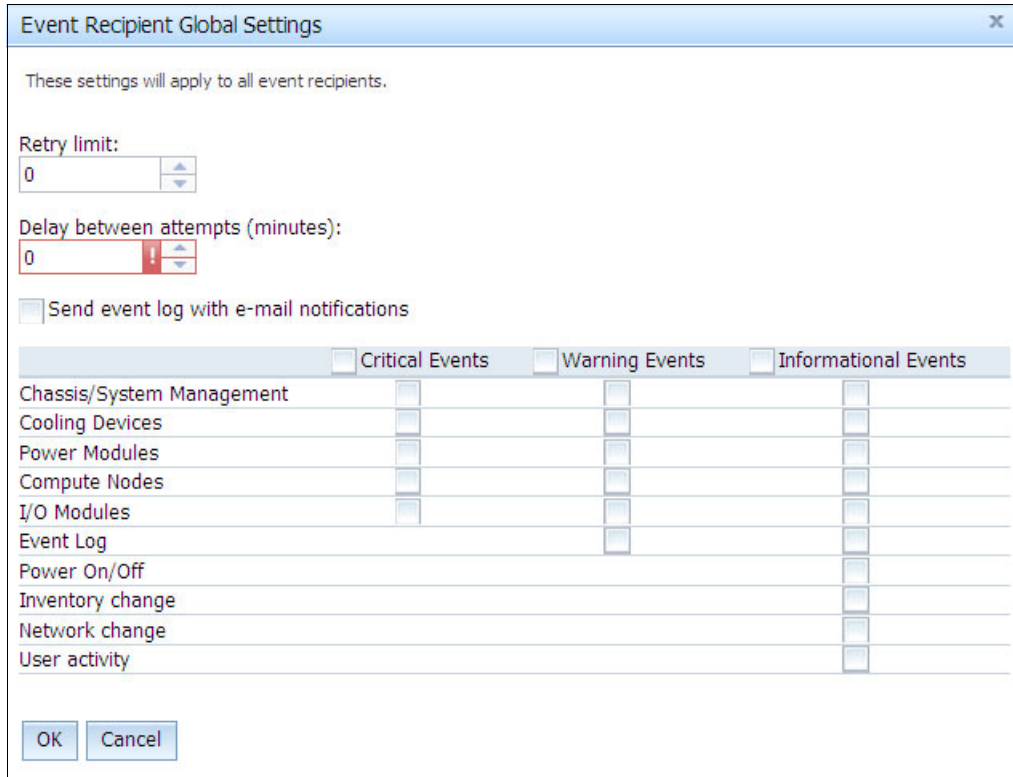 Event Recipient Global Settings
x
These settings will apply to all event recipients.
Retry limit:
0
Delay between attempts (minutes):
0 !
Send event log with e-mail notifications
Critical Events Warning Events Informational Events
Chassis/System Management
Cooling Devices
Power Modules
Compute Nodes
I/O Modules
Event Log
Power On/Off
Inventory change
Network change
User activity
OK Cancel